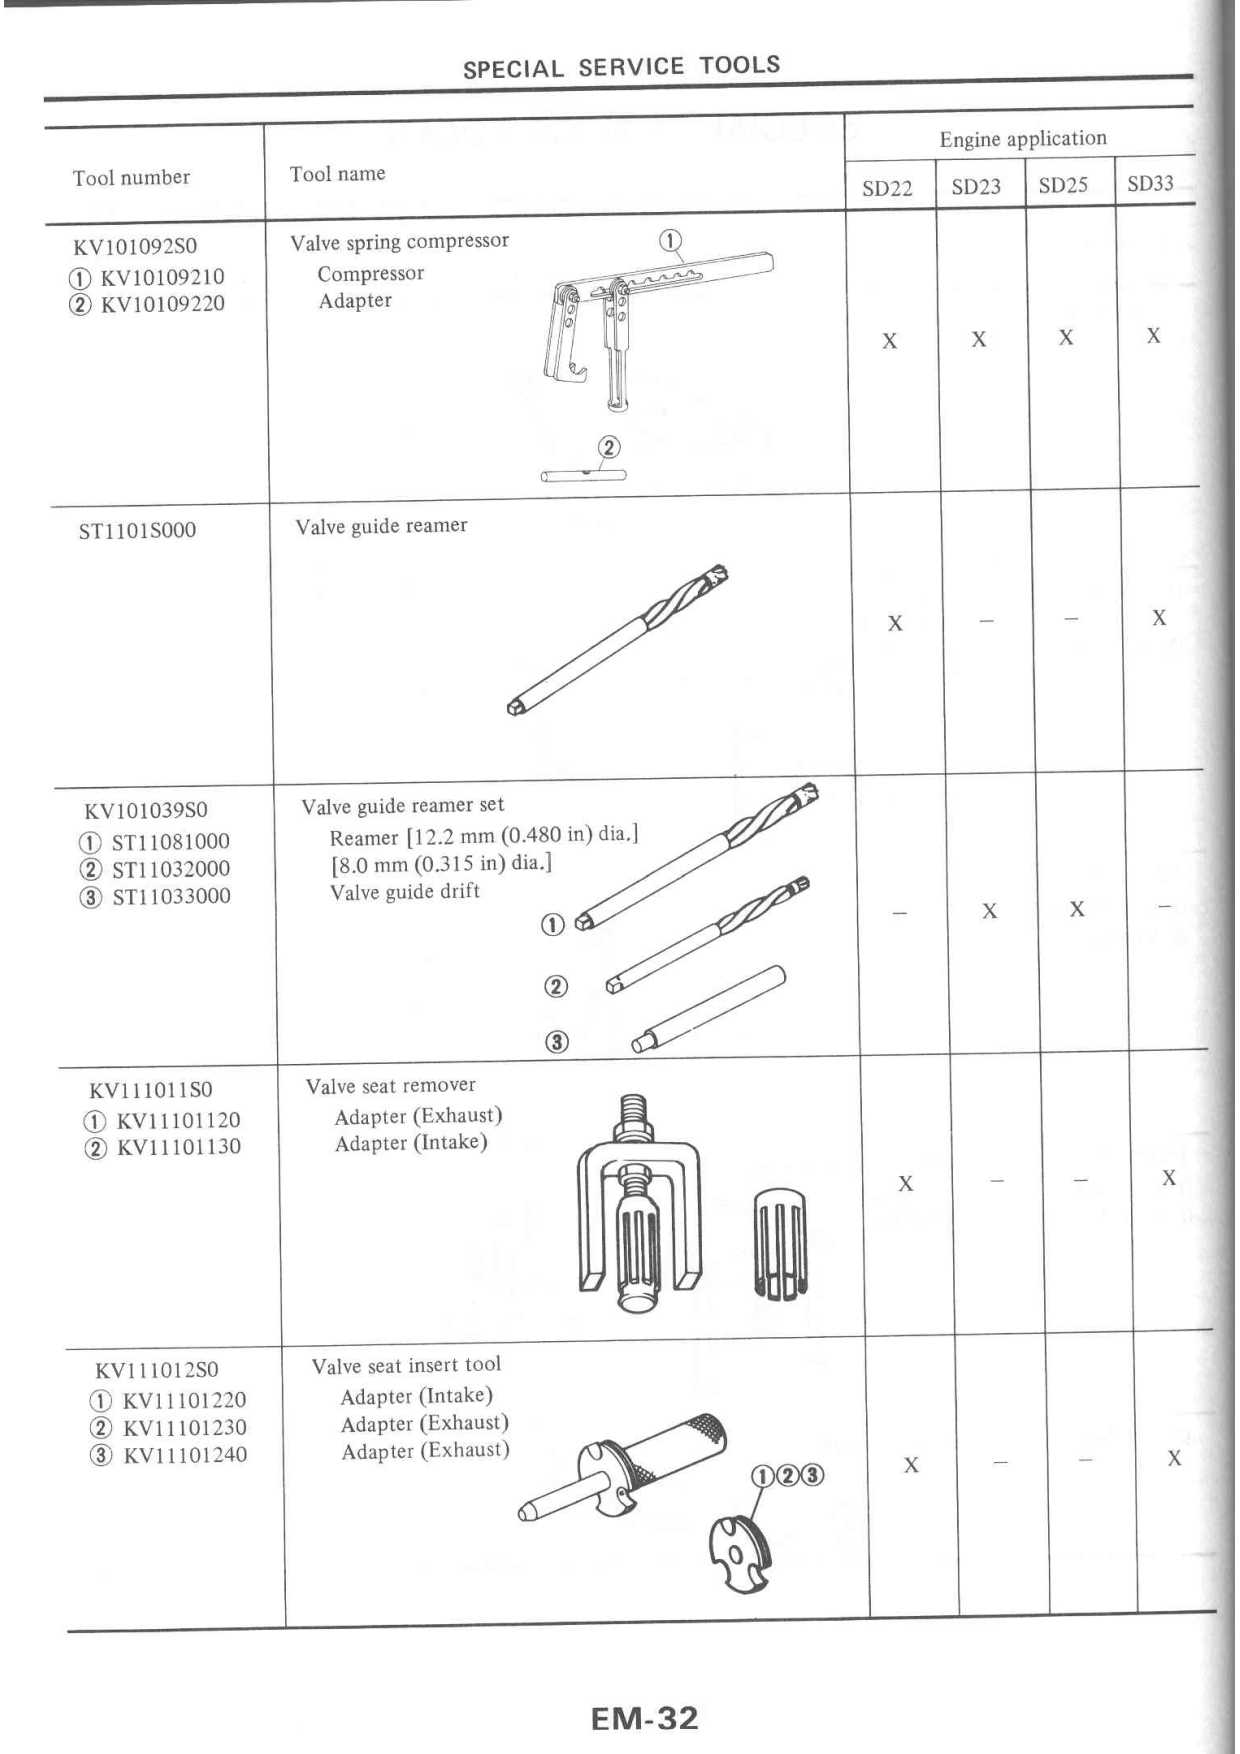 SPECIAL SERVICE TOOLS
Engine application
Tool number Tool name
SD22 SD23 SD25 SD33
KV101092S0 Valve spring compressor ①
① KV10109210 Compressor
② KV10109220 Adapter
X X X X
②
ST1101S000 Valve guide reamer
X – – X
KV101039S0 Valve guide reamer set
① ST11081000 Reamer [12.2 mm (0.480 in) dia.]
② ST11032000 [8.0 mm (0.315 in) dia.]
③ ST11033000 Valve guide drift
– X X –
①
②
③
KV111011S0 Valve seat remover
① KV11101120 Adapter (Exhaust)
② KV11101130 Adapter (Intake)
X – – X
KV111012S0 Valve seat insert tool
① KV11101220 Adapter (Intake)
② KV11101230 Adapter (Exhaust)
③ KV11101240 Adapter (Exhaust)
X – – X
①②③
EM-32